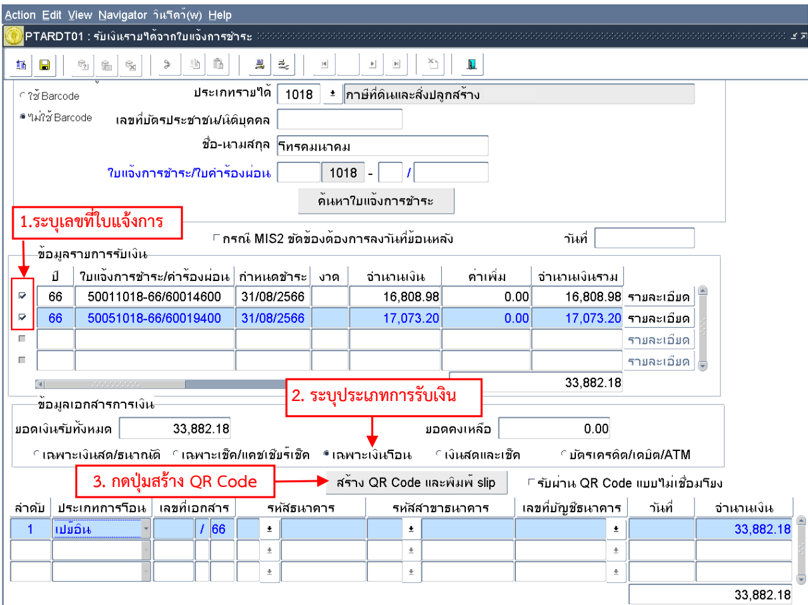 Action Edit View Navigator วินโดว์(w) Help
PTARDT01 : รับเงินรายได้จากใบแจ้งการชำระ
ใช้ Barcode
ประเภทรายได้ 1018 ภาษีที่ดินและสิ่งปลูกสร้าง
ไม่ใช้ Barcode
เลขที่บัตรประชาชน/นิติบุคคล
ชื่อ-นามสกุล โทรคมนาคม
ใบแจ้งการชำระ/ใบคำร้องผ่อน 1018 - /
ค้นหาใบแจ้งการชำระ
1.ระบุเลขที่ใบแจ้งการ
กรณี MIS2 ขัดข้องต้องการลงวันที่ย้อนหลัง วันที่
ข้อมูลรายการรับเงิน
ปี ใบแจ้งการชำระ/คำร้องผ่อน กำหนดชำระ งวด จำนวนเงิน ค่าเพิ่ม จำนวนเงินรวม
66 50011018-66/60014600 31/08/2566 16,808.98 0.00 16,808.98 รายละเอียด
66 50051018-66/60019400 31/08/2566 17,073.20 0.00 17,073.20 รายละเอียด
รายละเอียด
รายละเอียด
33,882.18
2. ระบุประเภทการรับเงิน
ข้อมูลเอกสารการเงิน
ยอดเงินรับทั้งหมด 33,882.18 ยอดคงเหลือ 0.00
เฉพาะเงินสด/ธนาณัติ เฉพาะเช็ค/แคชเชียร์เช็ค เฉพาะเงินโอน เงินสดและเช็ค บัตรเครดิต/เดบิต/ATM
3. กดปุ่มสร้าง QR Code
สร้าง QR Code และพิมพ์ slip
รับผ่าน QR Code แบบไม่เชื่อมโยง
ลำดับ ประเภทการโอน เลขที่เอกสาร รหัสธนาคาร รหัสสาขาธนาคาร เลขที่บัญชีธนาคาร วันที่ จำนวนเงิน
1 เปย์อิน / 66 33,882.18
33,882.18